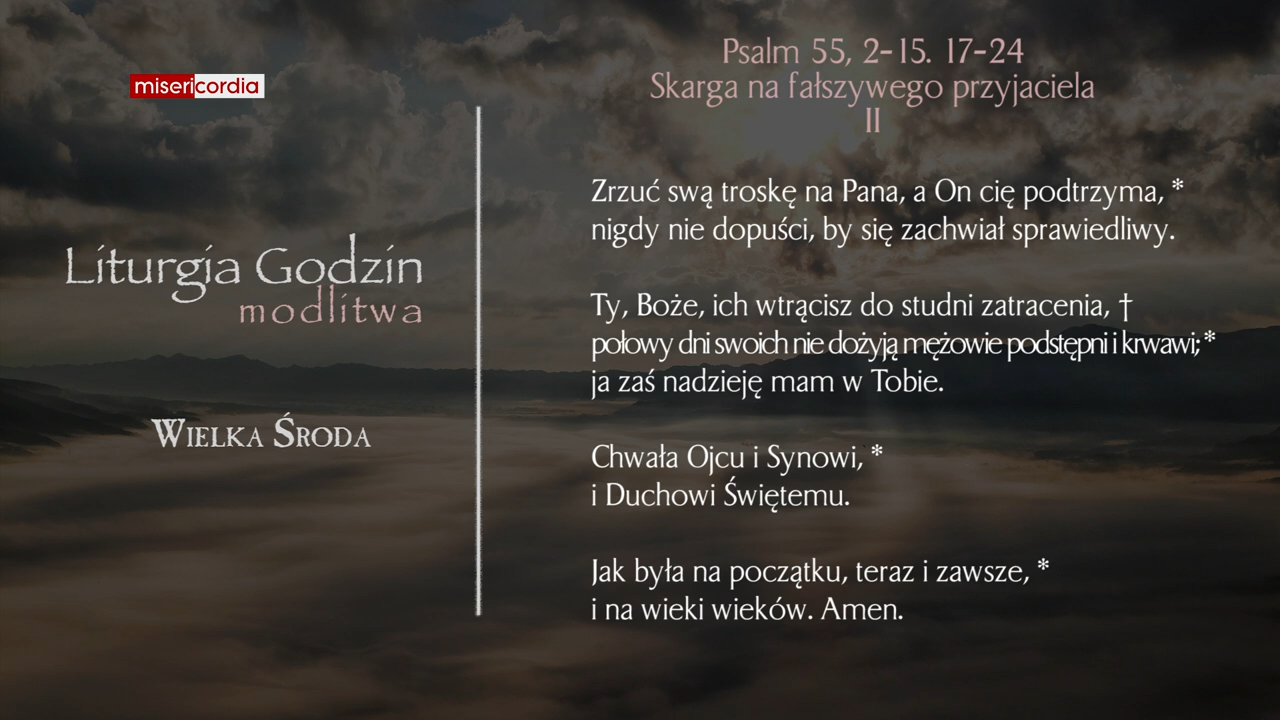 misericordia
Liturgia Godzin
modlitwa
Wielka Środa
Psalm 55, 2-15. 17-24
Skarga na fałszywego przyjaciela
II
Zrzuć swą troskę na Pana, a On cię podtrzyma, *
nigdy nie dopuści, by się zachwiał sprawiedliwy.
Ty, Boże, ich wtrącisz do studni zatracenia, †
połowy dni swoich nie dożyją mężowie podstępni i krwawi; *
ja zaś nadzieję mam w Tobie.
Chwała Ojcu i Synowi, *
i Duchowi Świętemu.
Jak była na początku, teraz i zawsze, *
i na wieki wieków. Amen.